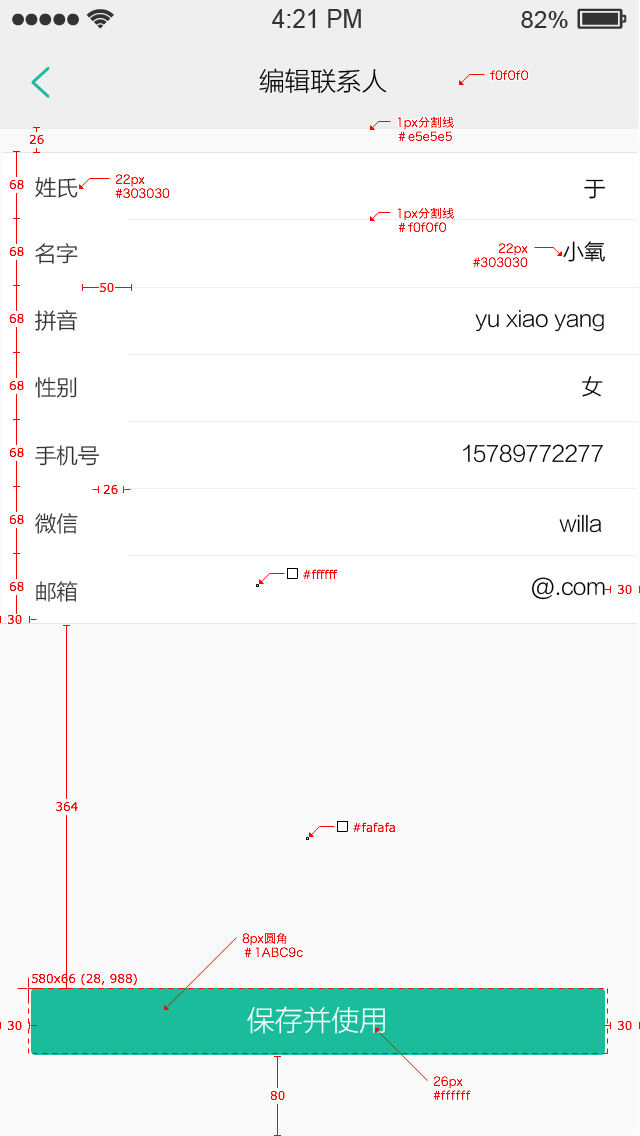 4:21 PM 82%
编辑联系人 f0f0f0
1px分割线
#e5e5e5
26
68 姓氏 22px 于
#303030
1px分割线
#f0f0f0
68 名字 22px 小氧
#303030
50
68 拼音 yu xiao yang
68 性别 女
68 手机号 15789772277
26
68 微信 willa
#ffffff
68 邮箱 @.com 30
30
364
#fafafa
8px圆角
#1ABC9c
580x66 (28, 988)
30 保存并使用 30
26px
#ffffff
80